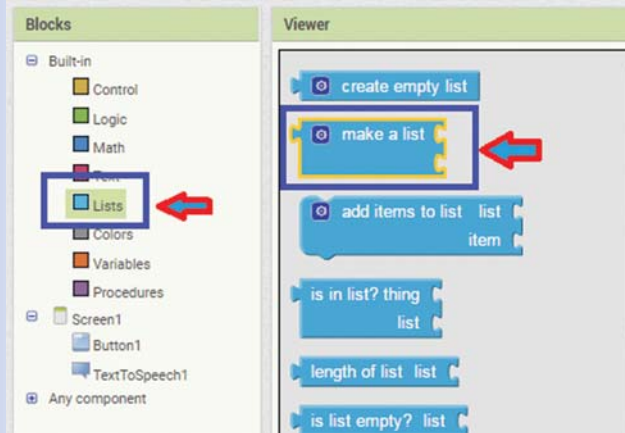 Blocks
Built-in
Control
Logic
Math
Text
Lists
Colors
Variables
Procedures
Screen1
Button1
TextToSpeech1
Any component
Viewer
create empty list
make a list
add items to list list
item
is in list? thing
list
length of list list
is list empty? list